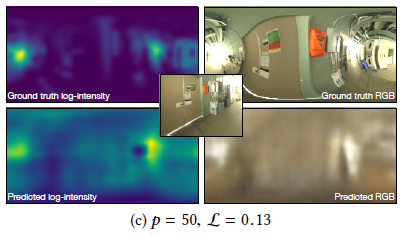 Ground truth log-intensity
Ground truth RGB
Predicted log-intensity
Predicted RGB
(c) p = 50, ℒ = 0.13